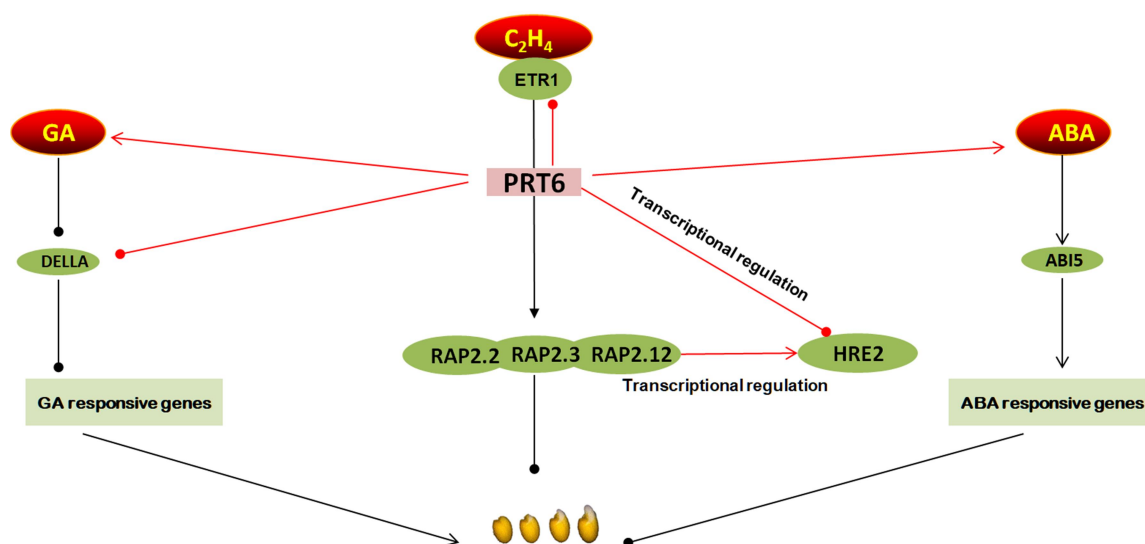 C₂H₄
ETR1
GA
ABA
PRT6
Transcriptional regulation
DELLA
ABI5
RAP2.2 RAP2.3 RAP2.12
HRE2
Transcriptional regulation
GA responsive genes
ABA responsive genes